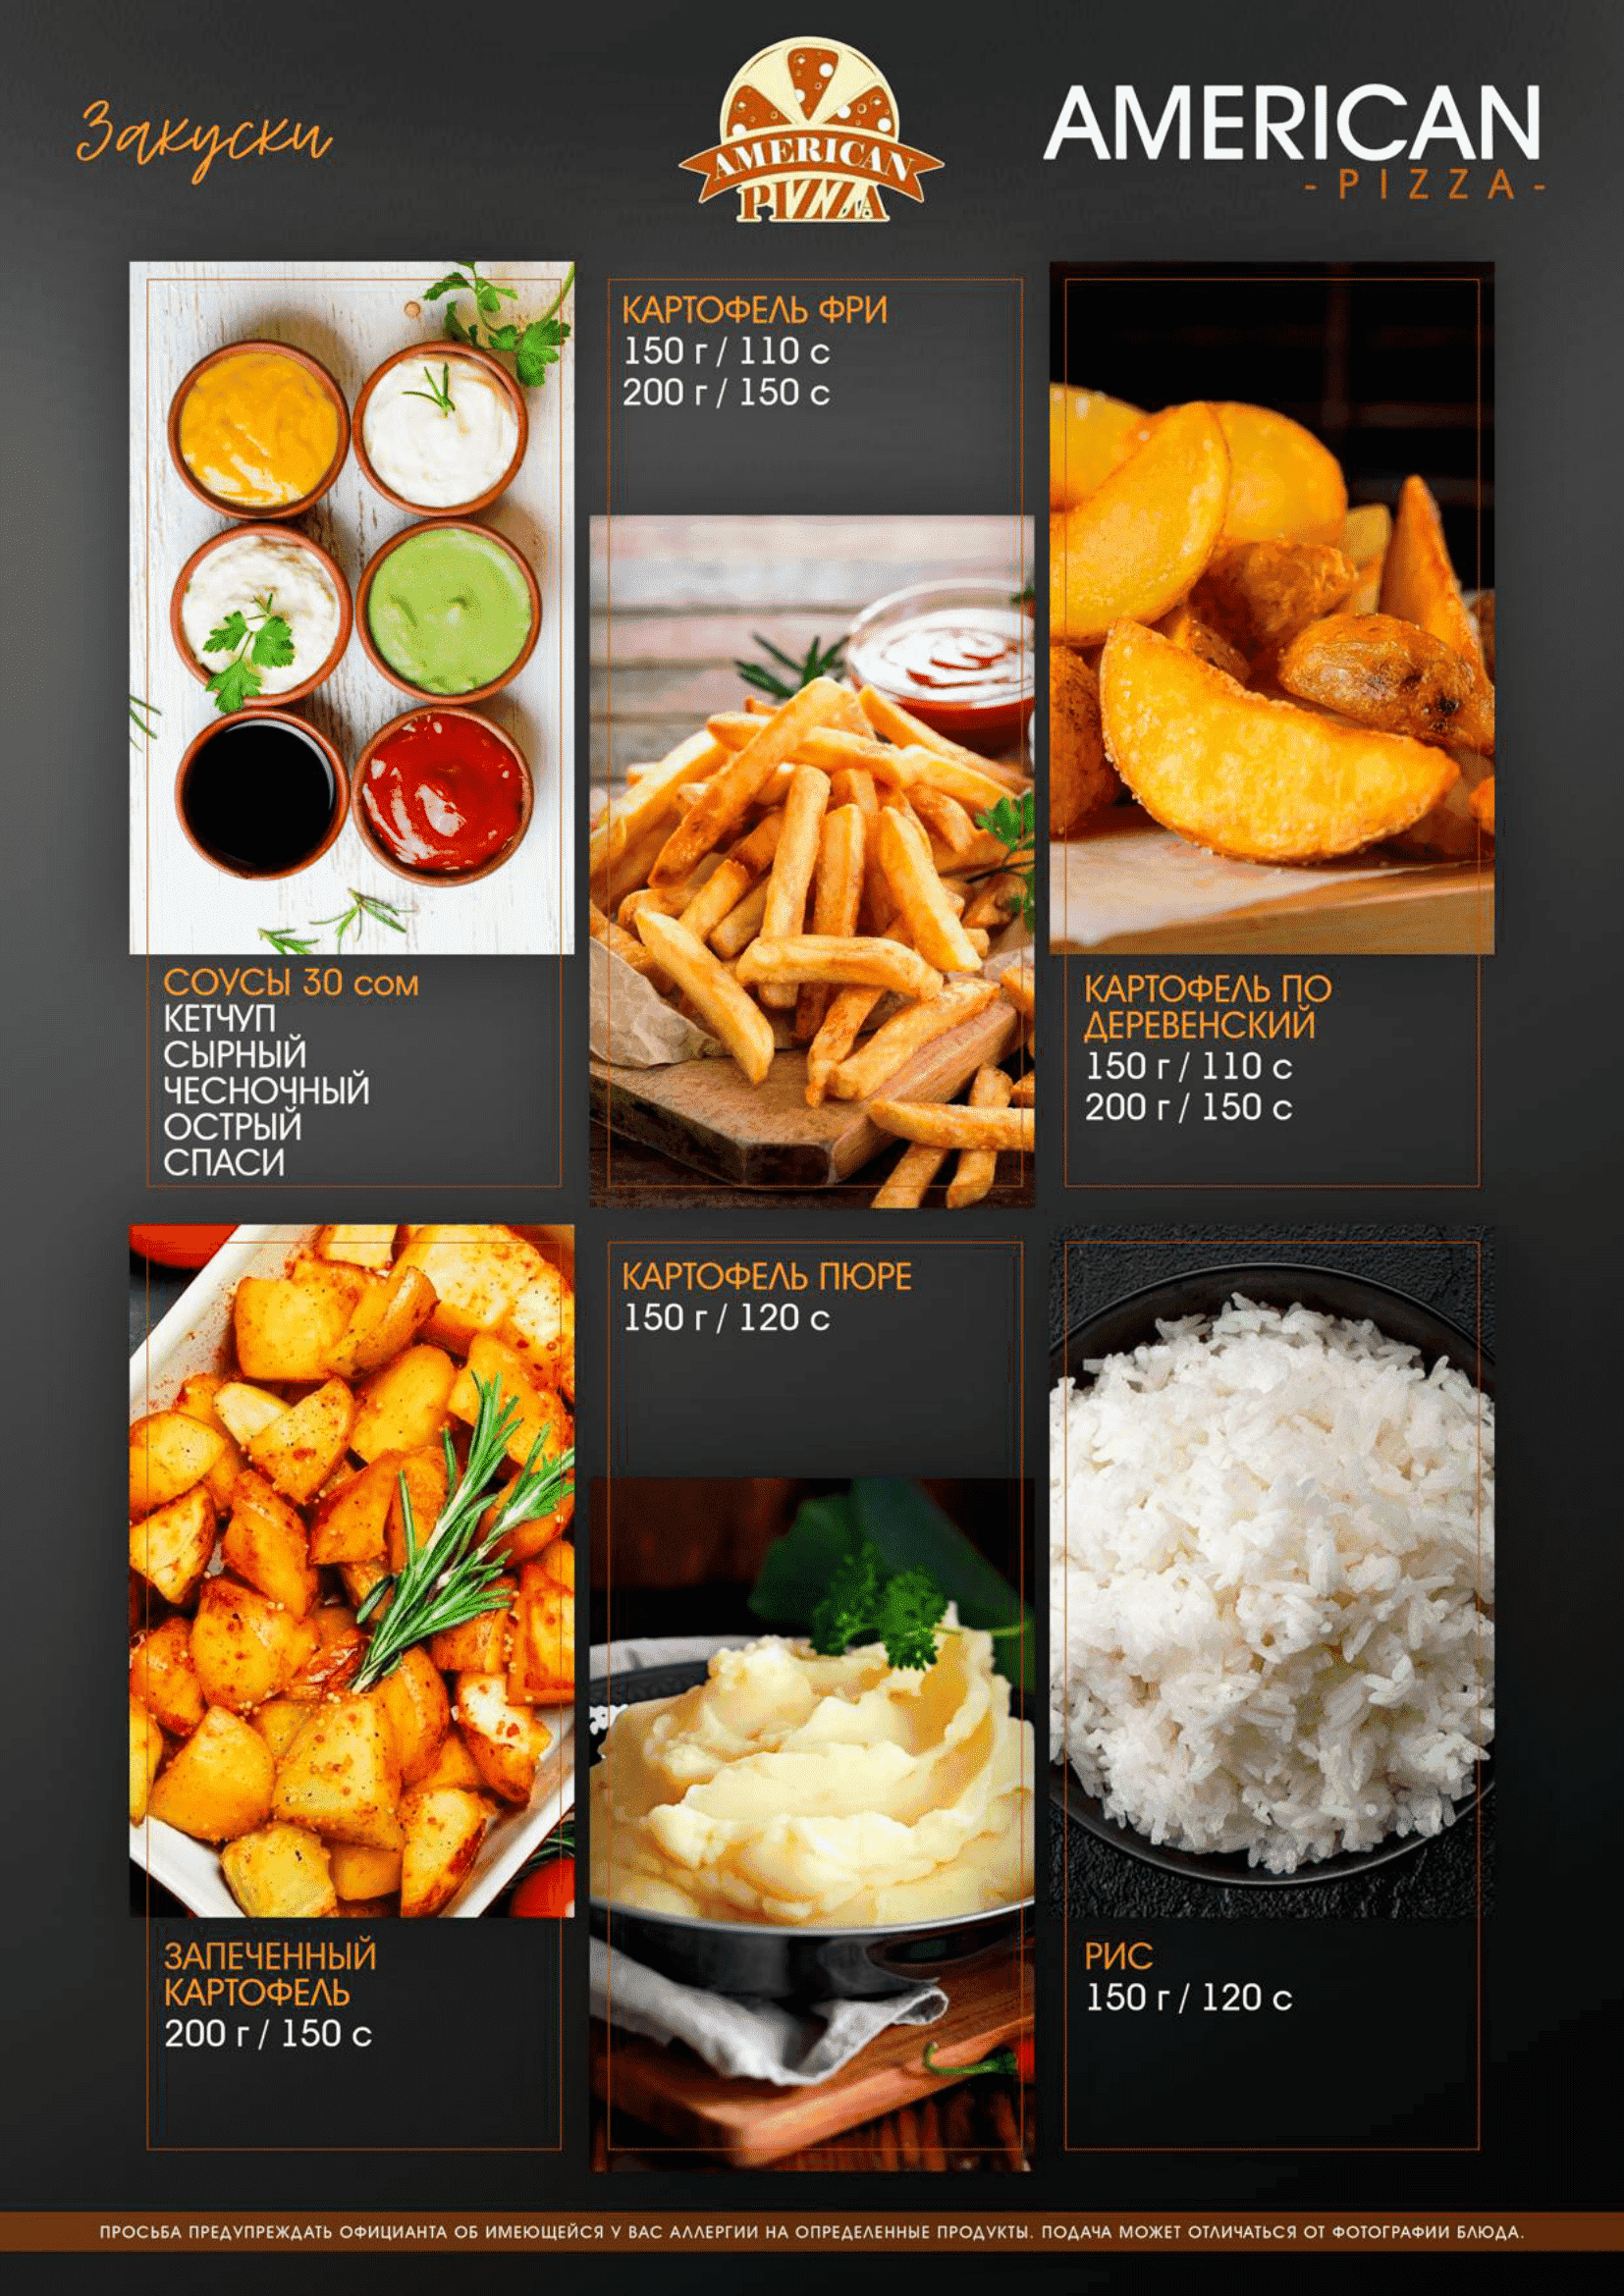 Закуски
AMERICAN
PIZZA
AMERICAN
- PIZZA -
КАРТОФЕЛЬ ФРИ
150 г / 110 с
200 г / 150 с
СОУСЫ 30 сом
КЕТЧУП
СЫРНЫЙ
ЧЕСНОЧНЫЙ
ОСТРЫЙ
СПАСИ
КАРТОФЕЛЬ ПО
ДЕРЕВЕНСКИЙ
150 г / 110 с
200 г / 150 с
ЗАПЕЧЕННЫЙ
КАРТОФЕЛЬ
200 г / 150 с
КАРТОФЕЛЬ ПЮРЕ
150 г / 120 с
РИС
150 г / 120 с
ПРОСЬБА ПРЕДУПРЕЖДАТЬ ОФИЦИАНТА ОБ ИМЕЮЩЕЙСЯ У ВАС АЛЛЕРГИИ НА ОПРЕДЕЛЕННЫЕ ПРОДУКТЫ. ПОДАЧА МОЖЕТ ОТЛИЧАТЬСЯ ОТ ФОТОГРАФИИ БЛЮДА.